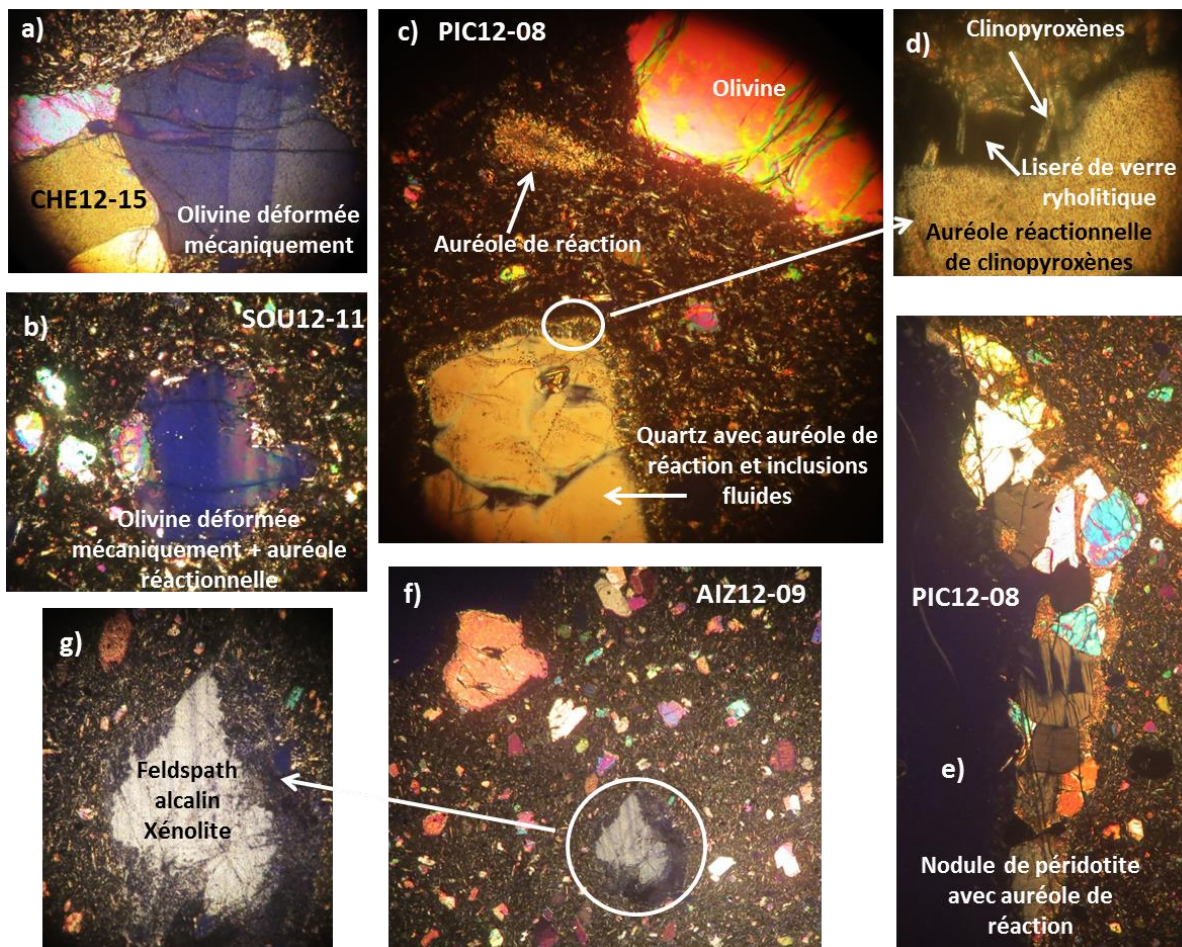 a)
CHE12-15
Olivine déformée
mécaniquement
b)
SOU12-11
Olivine déformée
mécaniquement + auréole
réactionnelle
c)
PIC12-08
Olivine
Auréole de réaction
Quartz avec auréole de
réaction et inclusions
fluides
d)
Clinopyroxènes
Liseré de verre
ryholitique
Auréole réactionnelle
de clinopyroxènes
PIC12-08
e)
Nodule de péridotite
avec auréole de
réaction
f)
AIZ12-09
g)
Feldspath
alcalin
Xénolite